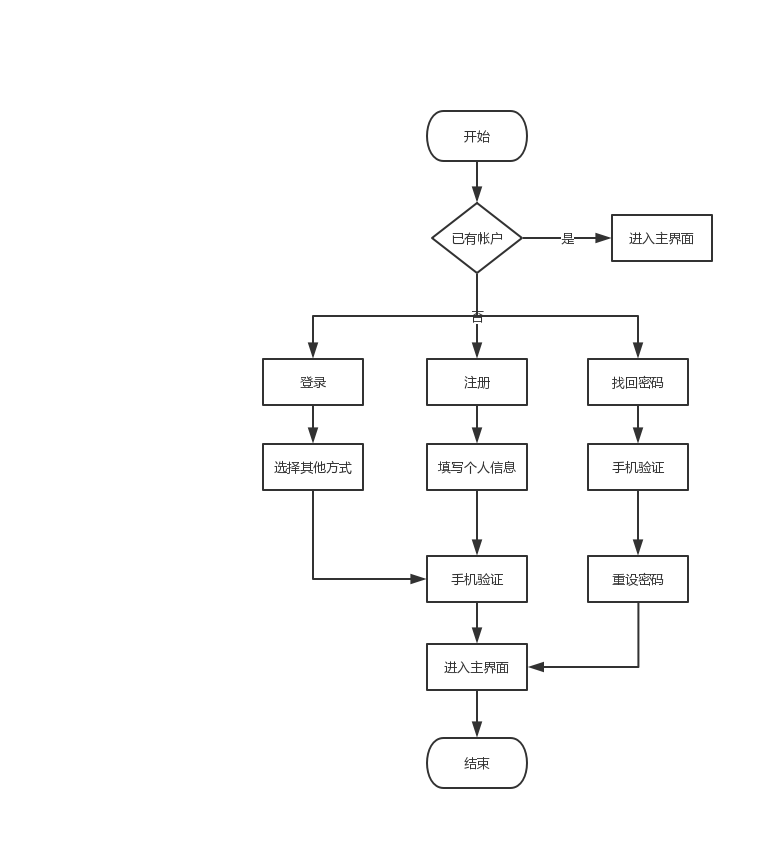 开始
已有帐户
是
进入主界面
否
登录
注册
找回密码
选择其他方式
填写个人信息
手机验证
手机验证
重设密码
进入主界面
结束